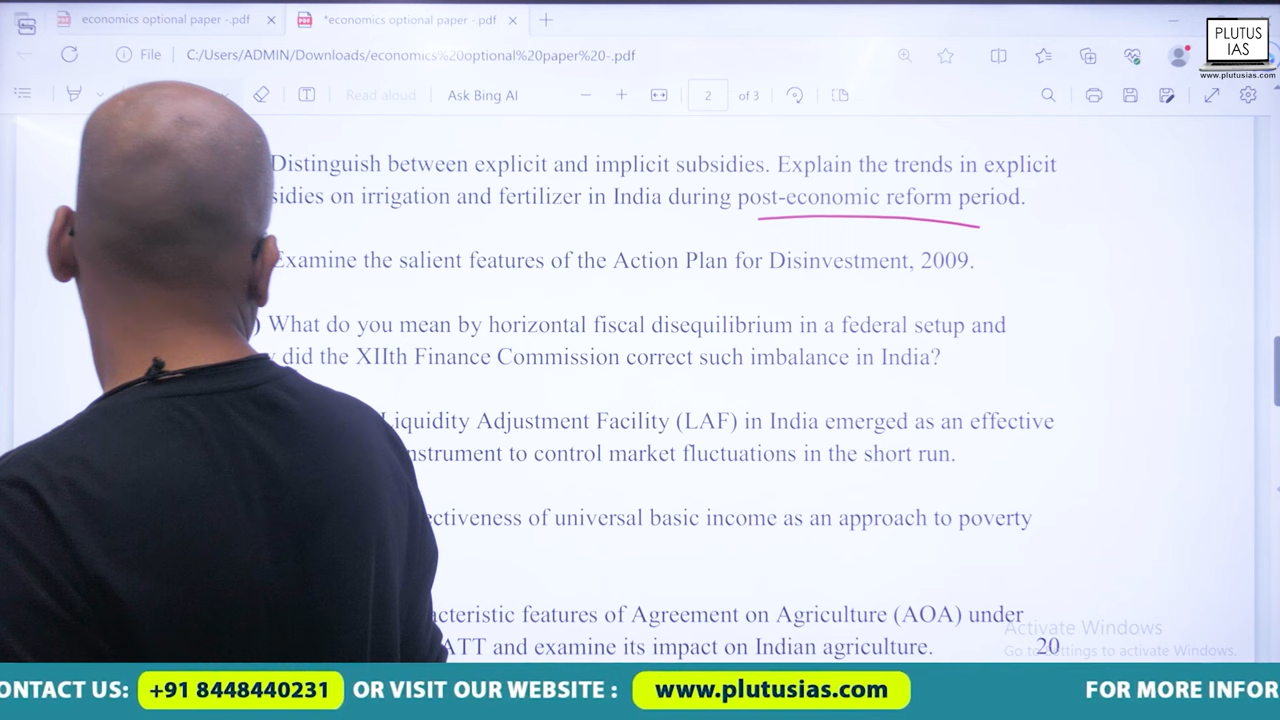 economics optional paper -.pdf
*economics optional paper -.pdf
PLUTUS
IAS
www.plutusias.com
File
C:/Users/ADMIN/Downloads/economics%20optional%20paper%20-.pdf
Read aloud
Ask Bing AI
2
of 3
Distinguish between explicit and implicit subsidies. Explain the trends in explicit
sidies on irrigation and fertilizer in India during post-economic reform period.
Examine the salient features of the Action Plan for Disinvestment, 2009.
) What do you mean by horizontal fiscal disequilibrium in a federal setup and
did the XIIth Finance Commission correct such imbalance in India?
Liquidity Adjustment Facility (LAF) in India emerged as an effective
nstrument to control market fluctuations in the short run.
ectiveness of universal basic income as an approach to poverty
acteristic features of Agreement on Agriculture (AOA) under
ATT and examine its impact on Indian agriculture. 20
Activate Windows
Go to Settings to activate Windows.
ONTACT US: +91 8448440231 OR VISIT OUR WEBSITE : www.plutusias.com FOR MORE INFOR